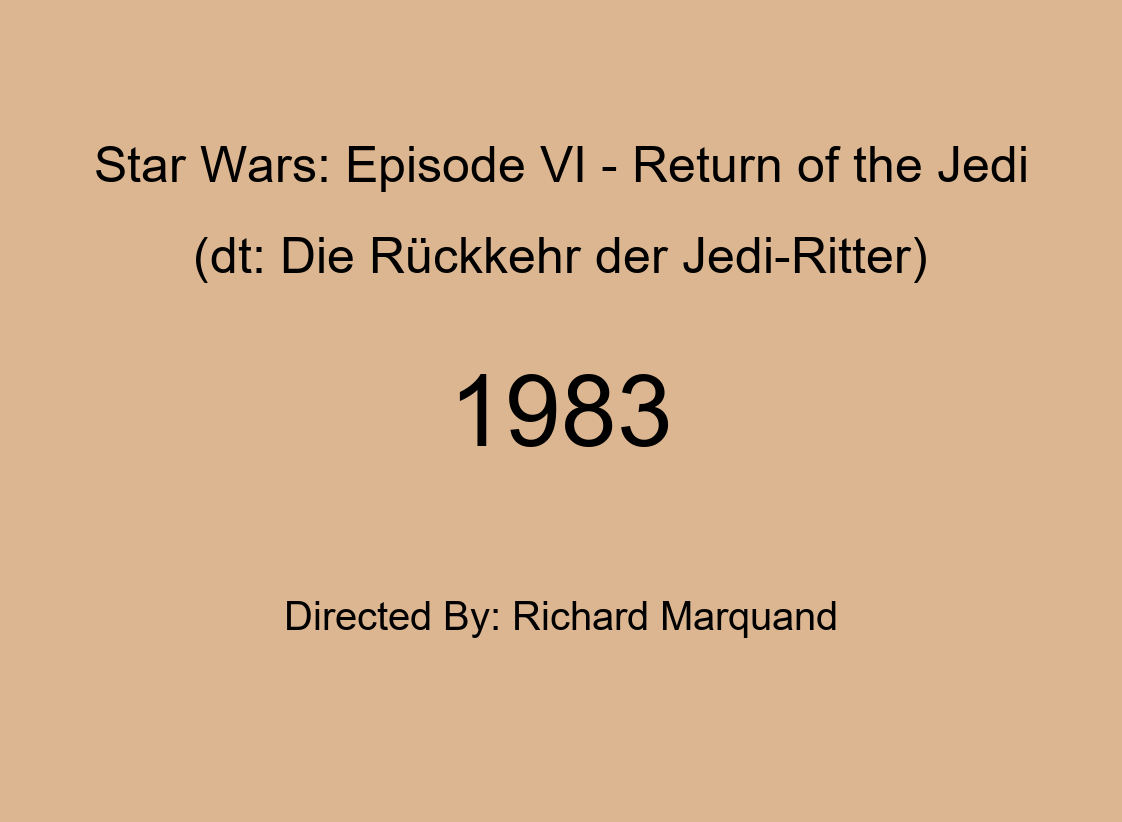 Star Wars: Episode VI - Return of the Jedi
(dt: Die Rückkehr der Jedi-Ritter)
1983
Directed By: Richard Marquand